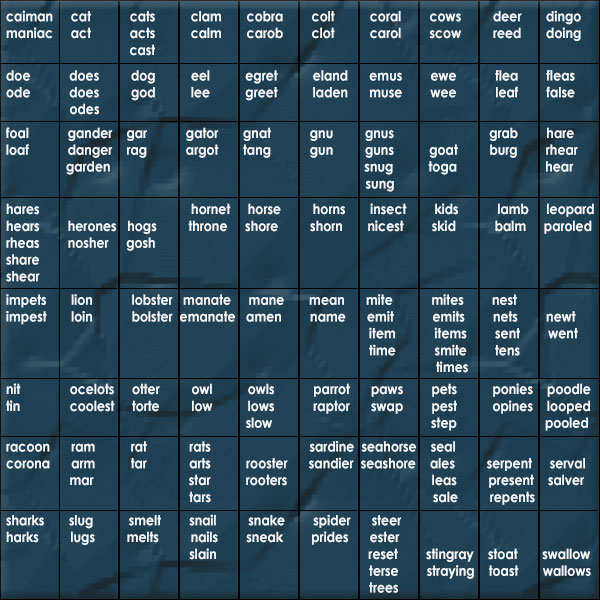 caiman
maniac
cat
act
cats
acts
cast
clam
calm
cobra
carob
colt
clot
coral
carol
cows
scow
deer
reed
dingo
doing
doe
ode
does
does
odes
dog
god
eel
lee
egret
greet
eland
laden
emus
muse
ewe
wee
flea
leaf
fleas
false
foal
loaf
gander
danger
garden
gar
rag
gator
argot
gnat
tang
gnu
gun
gnus
guns
snug
sung
goat
toga
grab
burg
hare
rhear
hear
hares
hears
rheas
share
shear
herones
nosher
hogs
gosh
hornet
throne
horse
shore
horns
shorn
insect
nicest
kids
skid
lamb
balm
leopard
paroled
impets
impest
lion
loin
lobster
bolster
manate
emanate
mane
amen
mean
name
mite
emit
item
time
mites
emits
items
smite
times
nest
nets
sent
tens
newt
went
nit
tin
ocelots
coolest
otter
torte
owl
low
owls
lows
slow
parrot
raptor
paws
swap
pets
pest
step
ponies
opines
poodle
looped
pooled
racoon
corona
ram
arm
mar
rat
tar
rats
arts
star
tars
rooster
rooters
sardine
sandier
seahorse
seashore
seal
ales
leas
sale
serpent
present
repents
serval
salver
sharks
harks
slug
lugs
smelt
melts
snail
nails
slain
snake
sneak
spider
prides
steer
ester
reset
terse
trees
stingray
straying
stoat
toast
swallow
wallows